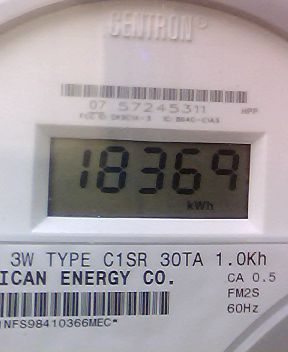 CENTRON®
07 57245311 HPP
18369
kWh
3W TYPE C1SR 30TA 1.0Kh
ICAN ENERGY CO.
CA 0.5
FM2S
60Hz
NFS98410366MEC*